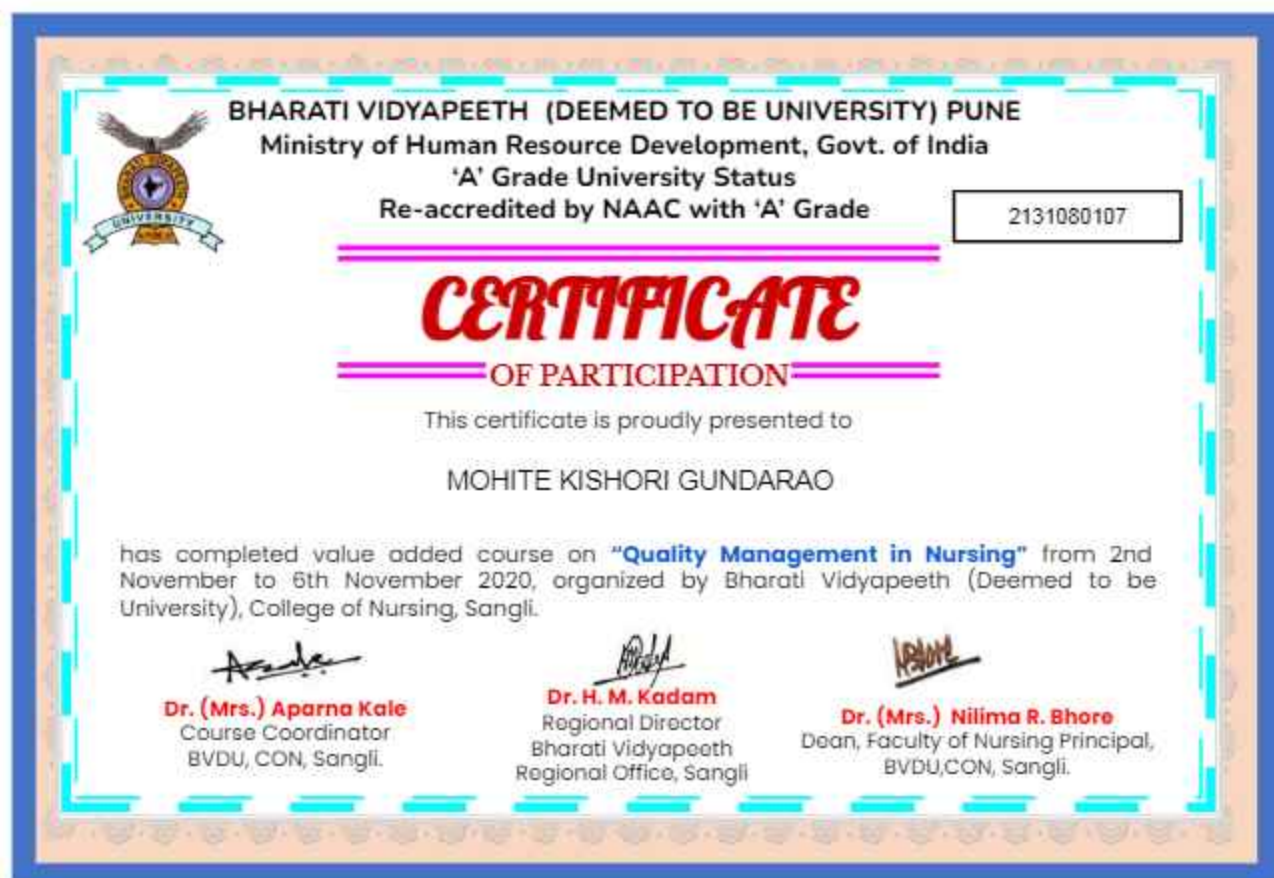 BHARATI VIDYAPEETH (DEEMED TO BE UNIVERSITY) PUNE
Ministry of Human Resource Development, Govt. of India
‘A’ Grade University Status
Re-accredited by NAAC with ‘A’ Grade
2131080107
BHARATI VIDYAPEETH
UNIVERSITY
CERTIFICATE
OF PARTICIPATION
This certificate is proudly presented to
MOHITE KISHORI GUNDARAO
has completed value added course on “Quality Management in Nursing” from 2nd
November to 6th November 2020, organized by Bharati Vidyapeeth (Deemed to be
University), College of Nursing, Sangli.
Dr. (Mrs.) Aparna Kale
Course Coordinator
BVDU, CON, Sangli.
Dr. H. M. Kadam
Regional Director
Bharati Vidyapeeth
Regional Office, Sangli
Dr. (Mrs.) Nilima R. Bhore
Dean, Faculty of Nursing Principal,
BVDU,CON, Sangli.